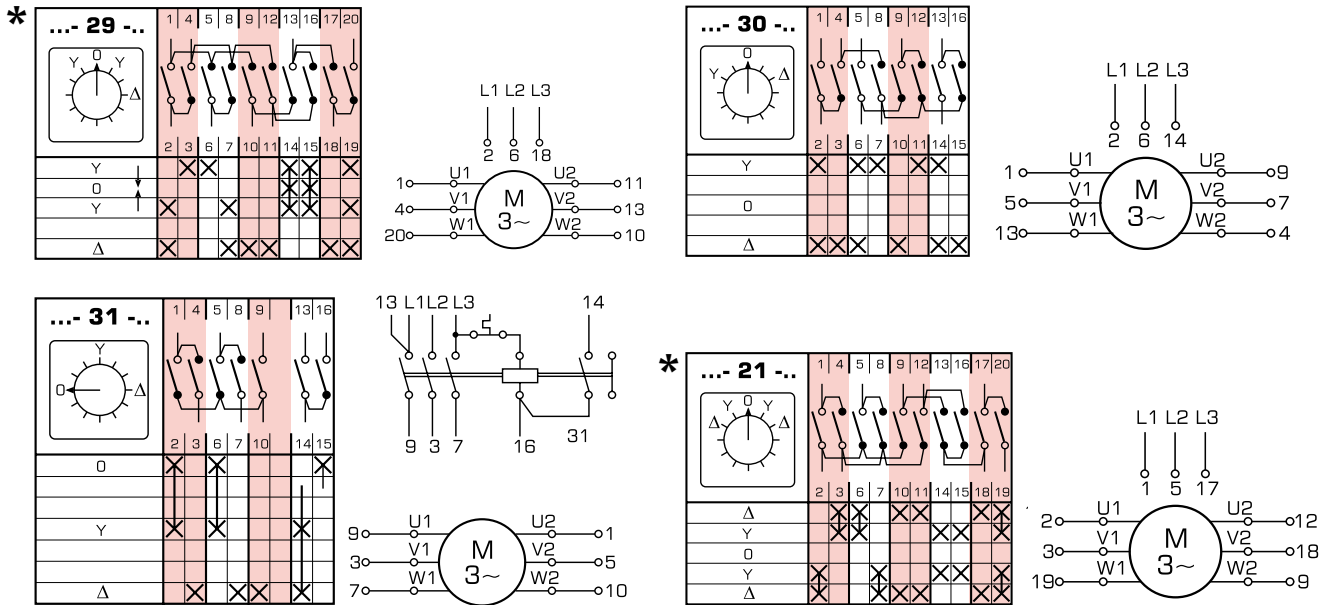 *
...- 29 -..
Y 0 Y Δ
1 4 5 8 9 12 13 16 17 20
2 3 6 7 10 11 14 15 18 19
Y
0
Y
Δ
L1 L2 L3
2 6 18
1 U1 U2 11
4 V1 V2 13
20 W1 W2 10
M
3~
...- 30 -..
Y 0 Δ
1 4 5 8 9 12 13 16
2 3 6 7 10 11 14 15
Y
0
Δ
L1 L2 L3
2 6 14
1 U1 U2 9
5 V1 V2 7
13 W1 W2 4
M
3~
...- 31 -..
0 Y Δ
1 4 5 8 9 13 16
2 3 6 7 10 14 15
0
Y
Δ
13 L1 L2 L3 14
9 3 7 16 31
9 U1 U2 1
3 V1 V2 5
7 W1 W2 10
M
3~
*
...- 21 -..
Δ Y 0 Y Δ
1 4 5 8 9 12 13 16 17 20
2 3 6 7 10 11 14 15 18 19
Δ
Y
0
Y
Δ
L1 L2 L3
1 5 17
2 U1 U2 12
3 V1 V2 18
19 W1 W2 9
M
3~